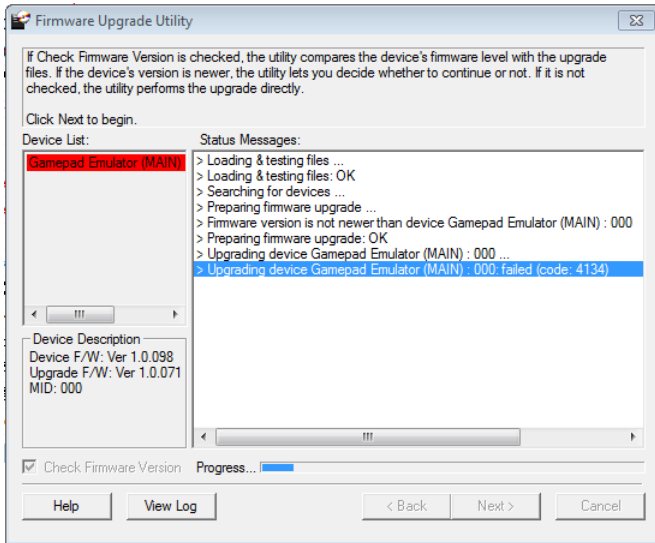 Firmware Upgrade Utility
If Check Firmware Version is checked, the utility compares the device's firmware level with the upgrade
files. If the device's version is newer, the utility lets you decide whether to continue or not. If it is not
checked, the utility performs the upgrade directly.
Click Next to begin.
Device List:
Status Messages:
Gamepad Emulator (MAIN)
> Loading & testing files ...
> Loading & testing files: OK
> Searching for devices ...
> Preparing firmware upgrade ...
> Firmware version is not newer than device Gamepad Emulator (MAIN) : 000
> Preparing firmware upgrade: OK
> Upgrading device Gamepad Emulator (MAIN) : 000 ...
> Upgrading device Gamepad Emulator (MAIN) : 000: failed (code: 4134)
Device Description
Device F/W: Ver 1.0.098
Upgrade F/W: Ver 1.0.071
MID: 000
Check Firmware Version
Progress...
Help
View Log
< Back
Next >
Cancel